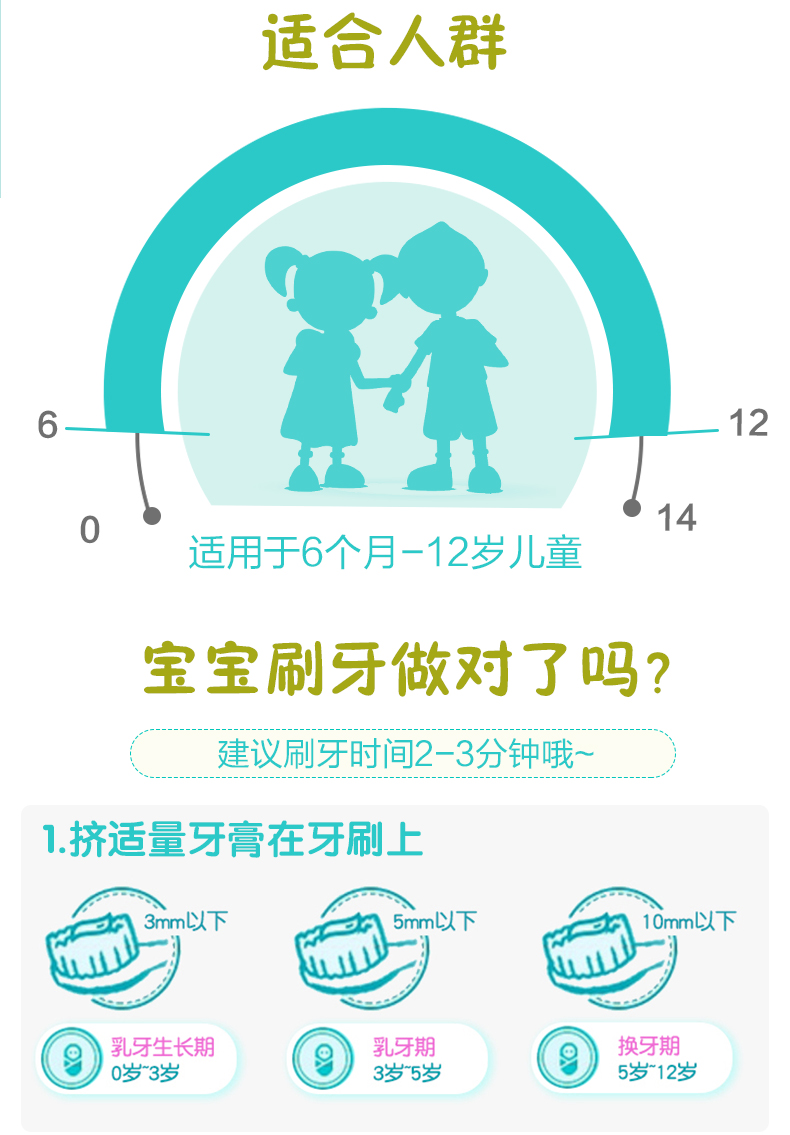 适合人群
6
12
0
14
适用于6个月-12岁儿童
宝宝刷牙做对了吗?
建议刷牙时间2-3分钟哦~
1.挤适量牙膏在牙刷上
3mm以下
5mm以下
10mm以下
乳牙生长期
0岁~3岁
乳牙期
3岁~5岁
换牙期
5岁~12岁